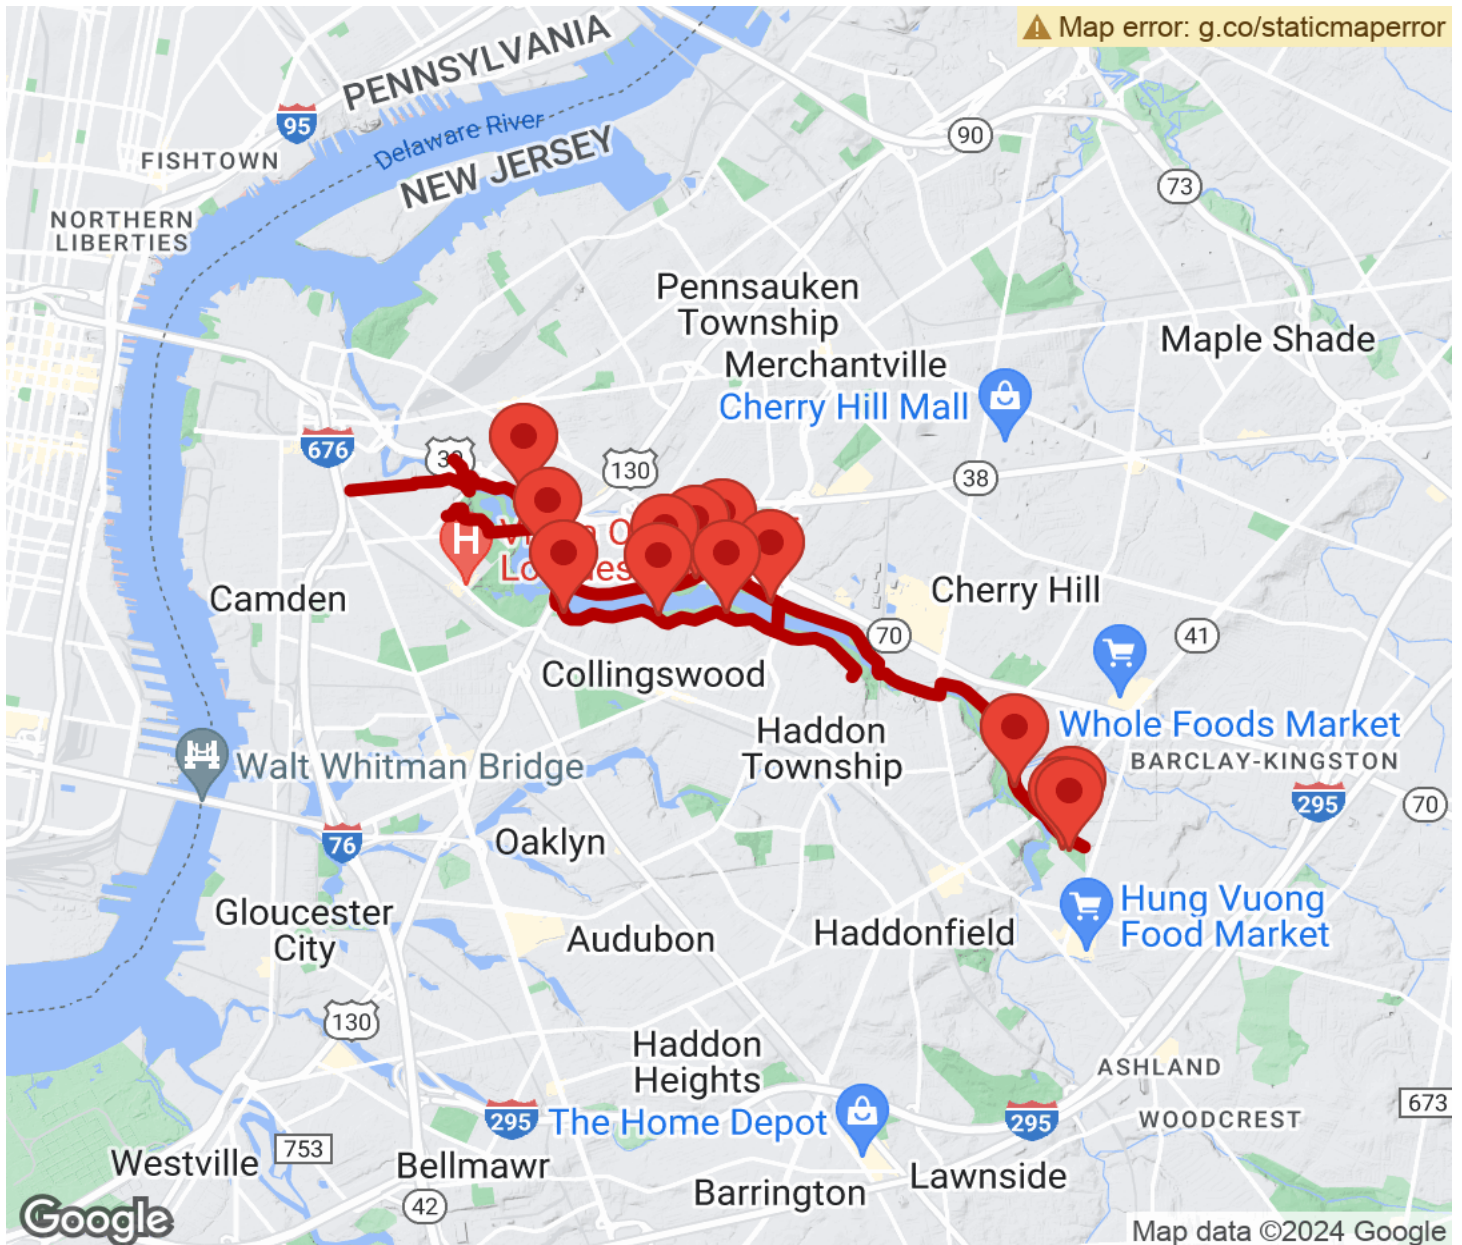 Map error: g.co/staticmaperror
PENNSYLVANIA
95
Delaware River
90
FISHTOWN
NEW JERSEY
73
NORTHERN
LIBERTIES
Pennsauken
Township
Maple Shade
Merchantville
Cherry Hill Mall
676
130
38
H
Camden
Cherry Hill
70
41
Collingswood
Haddon
Township
Whole Foods Market
BARCLAY-KINGSTON
Walt Whitman Bridge
295
70
76
Oaklyn
Hung Vuong
Food Market
Gloucester
City
Audubon
Haddonfield
130
Haddon
Heights
ASHLAND
295
The Home Depot
295
673
WOODCREST
753
Westville
Bellmawr
Lawnside
Barrington
42
Google
Map data ©2024 Google